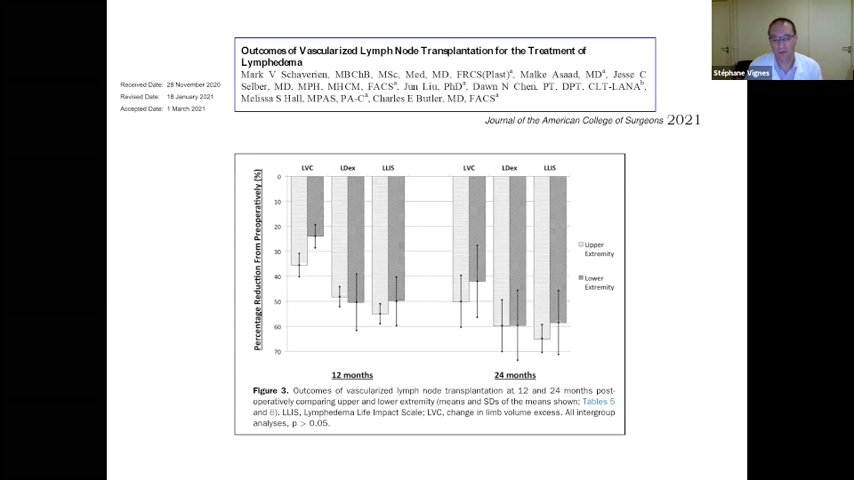 Outcomes of Vascularized Lymph Node Transplantation for the Treatment of
Lymphedema
Mark V Schaverien, MBChB, MSc, Med, MD, FRCS(Plast)a, Malke Asaad, MDa, Jesse C
Selber, MD, MPH, MHCM, FACSa, Jun Liu, PhDa, Dawn N Chen, PT, DPT, CLT-LANAb,
Melissa S Hall, MPAS, PA-Ca, Charles E Butler, MD, FACSa
Stéphane Vignes
Received Date: 28 November 2020
Revised Date: 18 January 2021
Accepted Date: 1 March 2021
Journal of the American College of Surgeons 2021
LVC LDex LLIS LVC LDex LLIS
Percentage Reduction From Preoperatively (%)
0
10
20
30
40
50
60
70
Upper
Extremity
Lower
Extremity
12 months 24 months
Figure 3. Outcomes of vascularized lymph node transplantation at 12 and 24 months post-
operatively comparing upper and lower extremity (means and SDs of the means shown; Tables 5
and 6). LLIS, Lymphedema Life Impact Scale; LVC, change in limb volume excess. All intergroup
analyses, p > 0.05.